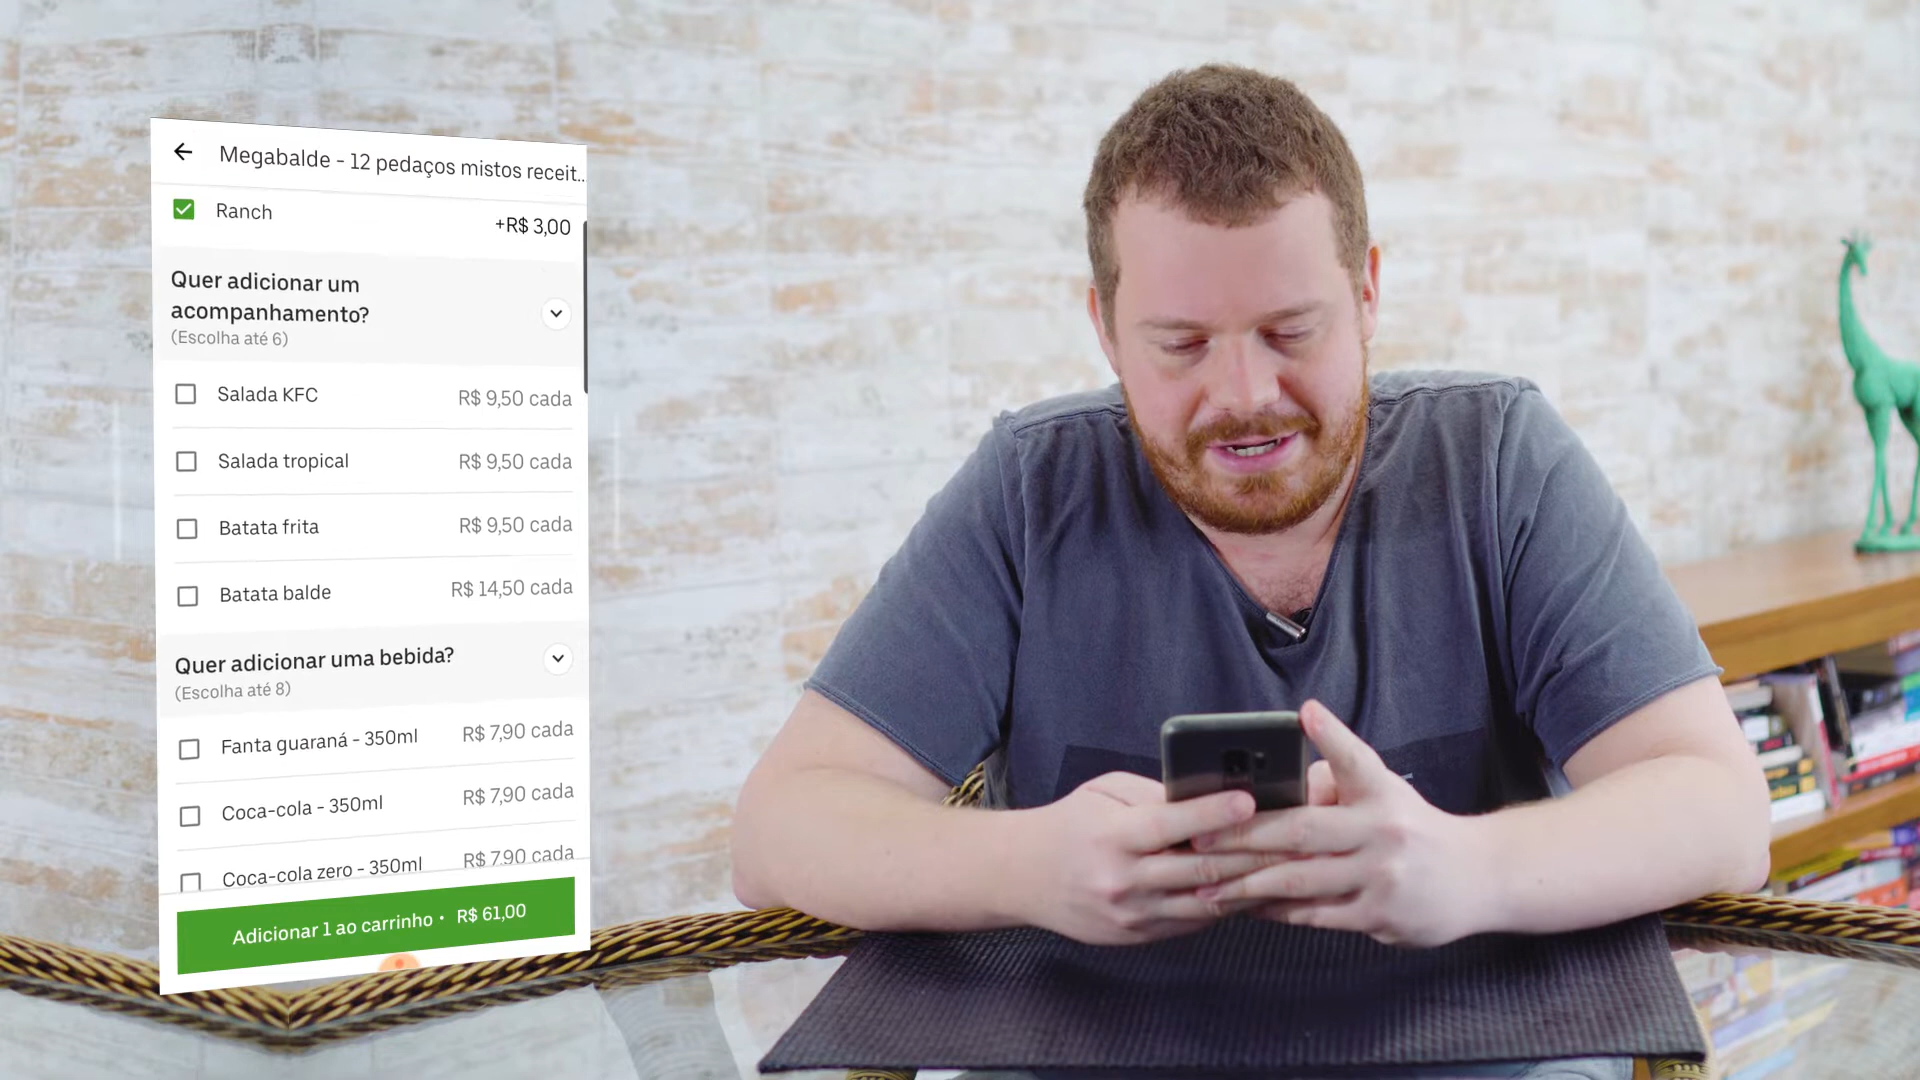 Megabalde - 12 pedaços mistos receit...
Ranch +R$ 3,00
Quer adicionar um
acompanhamento?
(Escolha até 6)
Salada KFC R$ 9,50 cada
Salada tropical R$ 9,50 cada
Batata frita R$ 9,50 cada
Batata balde R$ 14,50 cada
Quer adicionar uma bebida?
(Escolha até 8)
Fanta guaraná - 350ml R$ 7,90 cada
Coca-cola - 350ml R$ 7,90 cada
Coca-cola zero - 350ml R$ 7,90 cada
Adicionar 1 ao carrinho • R$ 61,00